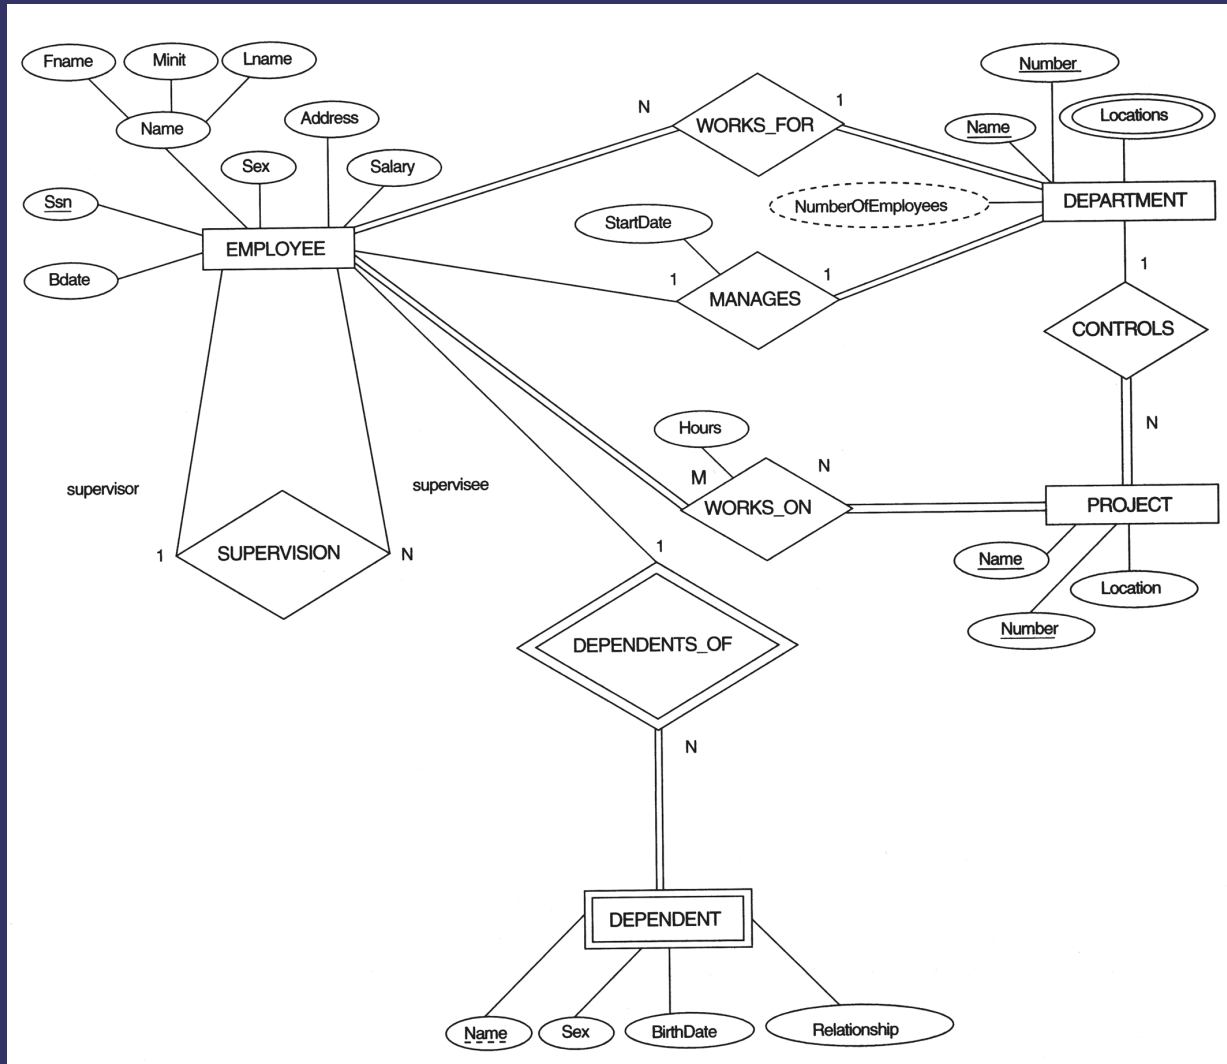 Fname
Minit
Lname
Name
Address
Sex
Salary
Ssn
Bdate
EMPLOYEE
N
WORKS_FOR
1
Number
Name
Locations
DEPARTMENT
NumberOfEmployees
StartDate
1
MANAGES
1
1
CONTROLS
N
supervisor
supervisee
1
SUPERVISION
N
Hours
M
WORKS_ON
N
PROJECT
Name
Number
Location
1
DEPENDENTS_OF
N
DEPENDENT
Name
Sex
BirthDate
Relationship